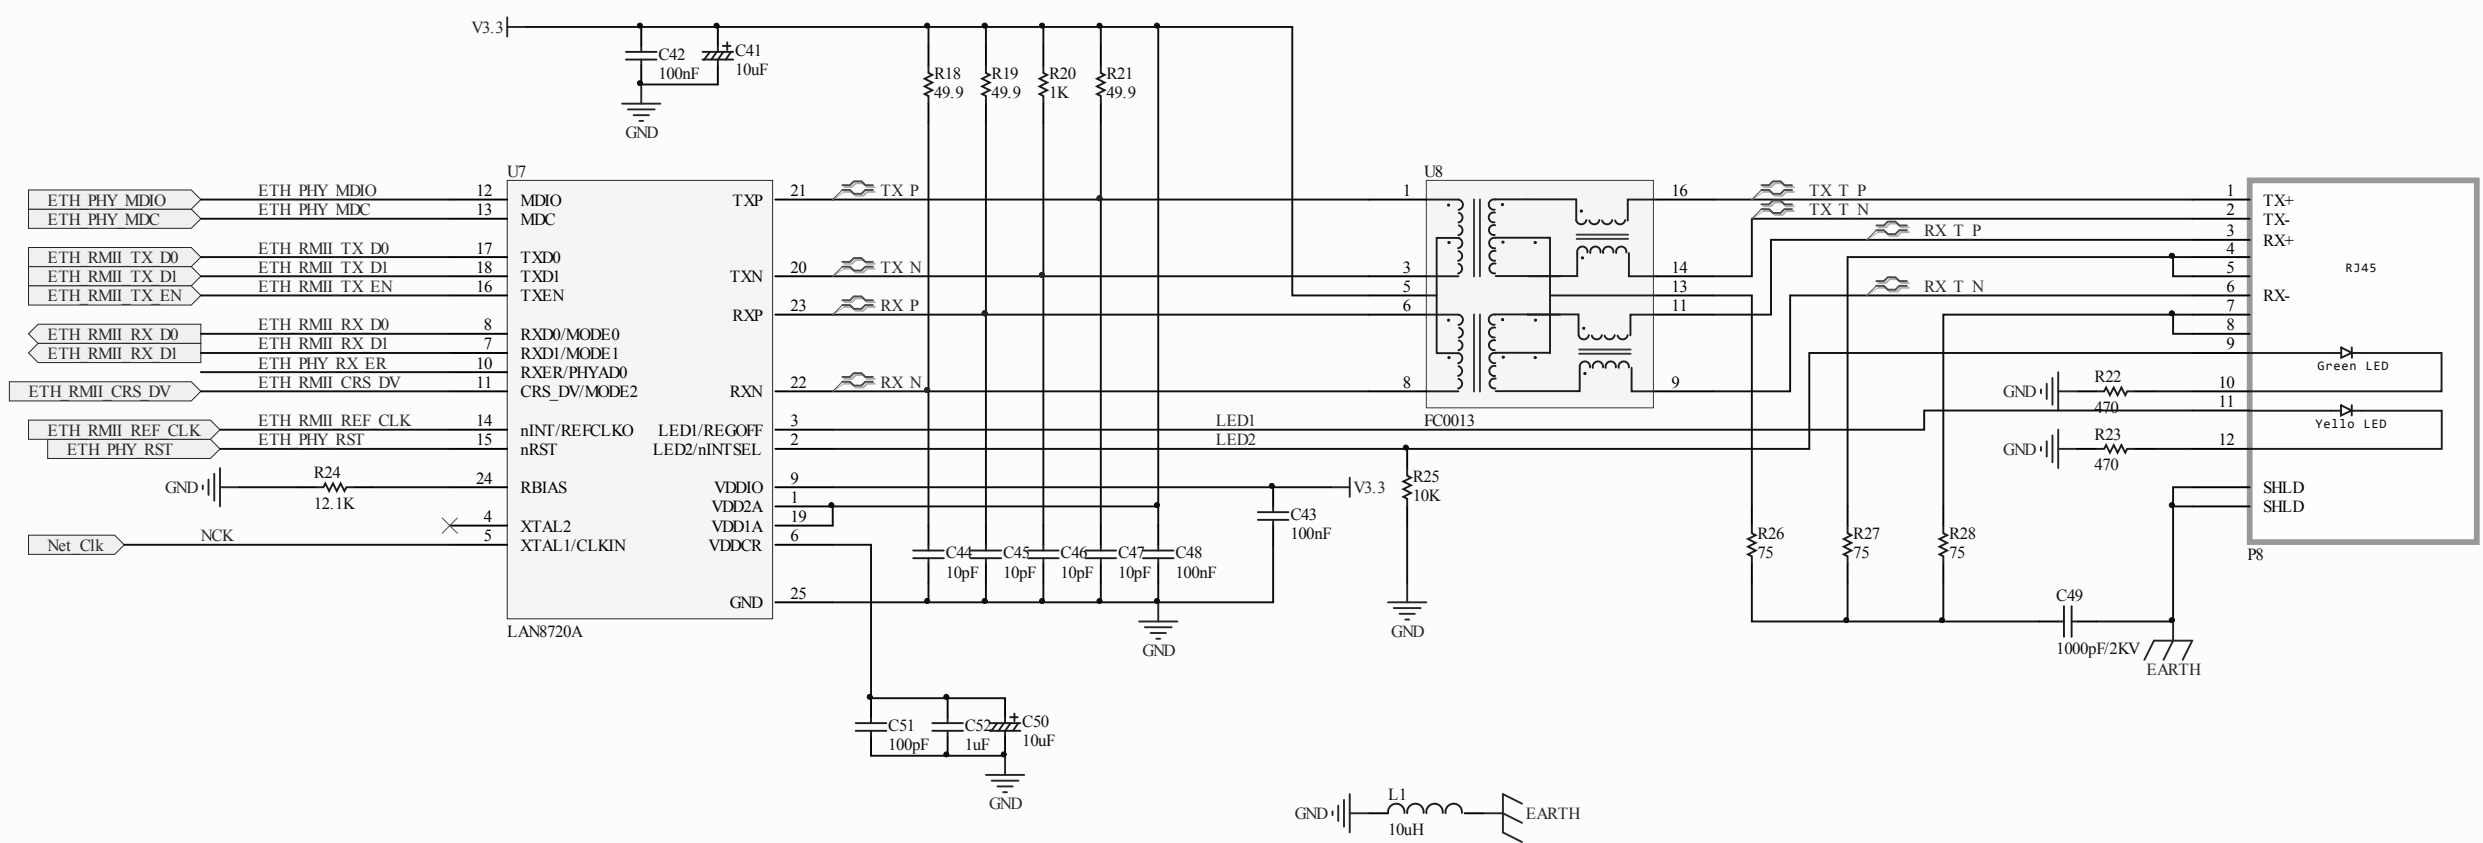 V3.3
C42
100nF
C41
10uF
GND
R18
49.9
R19
49.9
R20
1K
R21
49.9
U7
ETH_PHY_MDIO
ETH_PHY_MDIO
12
MDIO
ETH_PHY_MDC
ETH_PHY_MDC
13
MDC
ETH_RMII_TX_D0
ETH_RMII_TX_D0
17
TXD0
ETH_RMII_TX_D1
ETH_RMII_TX_D1
18
TXD1
ETH_RMII_TX_EN
ETH_RMII_TX_EN
16
TXEN
ETH_RMII_RX_D0
ETH_RMII_RX_D0
8
RXD0/MODE0
ETH_RMII_RX_D1
ETH_RMII_RX_D1
7
RXD1/MODE1
ETH_PHY_RX_ER
10
RXER/PHYAD0
ETH_RMII_CRS_DV
ETH_RMII_CRS_DV
11
CRS_DV/MODE2
ETH_RMII_REF_CLK
ETH_RMII_REF_CLK
14
nINT/REFCLKO
ETH_PHY_RST
ETH_PHY_RST
15
nRST
GND
R24
12.1K
24
RBIAS
4
XTAL2
Net_Clk
NCK
5
XTAL1/CLKIN
TXP
21
TX_P
TXN
20
TX_N
RXP
23
RX_P
RXN
22
RX_N
LED1/REGOFF
3
LED1
LED2/nINTSEL
2
LED2
VDDIO
9
V3.3
VDD2A
1
VDD1A
19
VDDCR
6
GND
25
LAN8720A
C44
10pF
C45
10pF
C46
10pF
C47
10pF
C48
100nF
C43
100nF
GND
R25
10K
GND
C51
100pF
C52
1uF
C50
10uF
GND
U8
1
3
5
6
8
16
14
13
11
9
FC0013
TX_T_P
TX_T_N
RX_T_P
RX_T_N
1
TX+
2
TX-
3
RX+
4
5
6
RX-
7
8
9
RJ45
Green LED
GND
R22
470
10
11
Yello LED
GND
R23
470
12
SHLD
SHLD
P8
R26
75
R27
75
R28
75
C49
1000pF/2KV
EARTH
GND
L1
10uH
EARTH